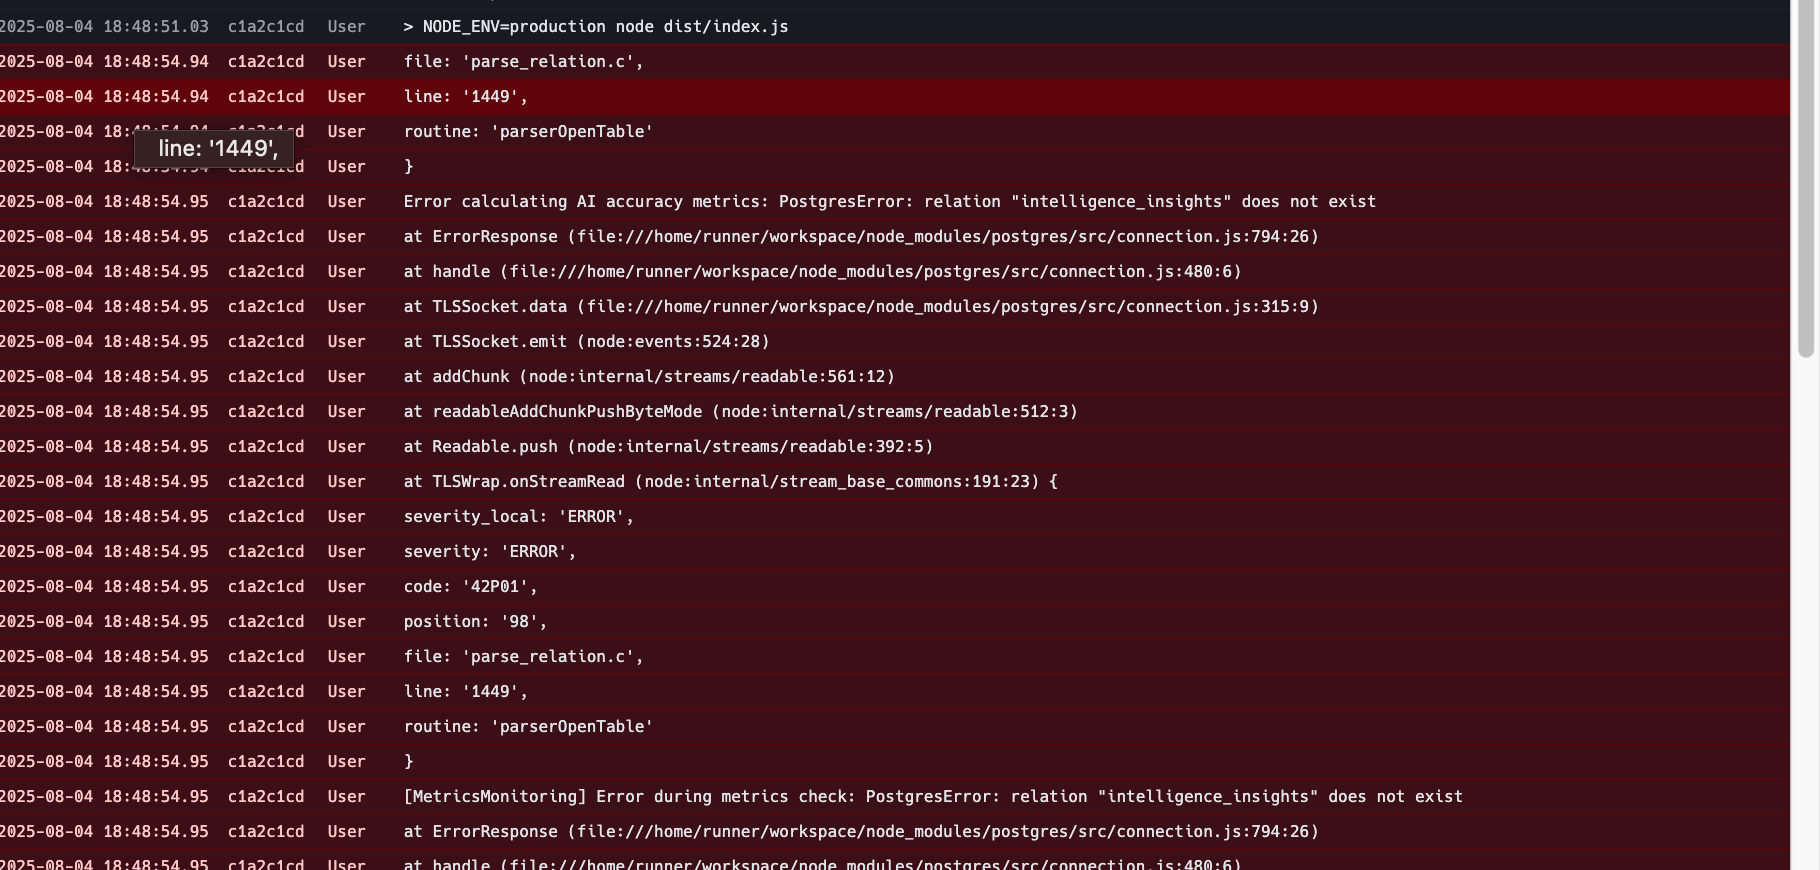 2025-08-04 18:48:51.03 c1a2c1cd User > NODE_ENV=production node dist/index.js
2025-08-04 18:48:54.94 c1a2c1cd User file: 'parse_relation.c',
2025-08-04 18:48:54.94 c1a2c1cd User line: '1449',
2025-08-04 18:48:54.94 c1a2c1cd User routine: 'parserOpenTable'
line: '1449',
2025-08-04 18:48:54.94 c1a2c1cd User }
2025-08-04 18:48:54.95 c1a2c1cd User Error calculating AI accuracy metrics: PostgresError: relation "intelligence_insights" does not exist
2025-08-04 18:48:54.95 c1a2c1cd User at ErrorResponse (file:///home/runner/workspace/node_modules/postgres/src/connection.js:794:26)
2025-08-04 18:48:54.95 c1a2c1cd User at handle (file:///home/runner/workspace/node_modules/postgres/src/connection.js:480:6)
2025-08-04 18:48:54.95 c1a2c1cd User at TLSSocket.data (file:///home/runner/workspace/node_modules/postgres/src/connection.js:315:9)
2025-08-04 18:48:54.95 c1a2c1cd User at TLSSocket.emit (node:events:524:28)
2025-08-04 18:48:54.95 c1a2c1cd User at addChunk (node:internal/streams/readable:561:12)
2025-08-04 18:48:54.95 c1a2c1cd User at readableAddChunkPushByteMode (node:internal/streams/readable:512:3)
2025-08-04 18:48:54.95 c1a2c1cd User at Readable.push (node:internal/streams/readable:392:5)
2025-08-04 18:48:54.95 c1a2c1cd User at TLSWrap.onStreamRead (node:internal/stream_base_commons:191:23) {
2025-08-04 18:48:54.95 c1a2c1cd User severity_local: 'ERROR',
2025-08-04 18:48:54.95 c1a2c1cd User severity: 'ERROR',
2025-08-04 18:48:54.95 c1a2c1cd User code: '42P01',
2025-08-04 18:48:54.95 c1a2c1cd User position: '98',
2025-08-04 18:48:54.95 c1a2c1cd User file: 'parse_relation.c',
2025-08-04 18:48:54.95 c1a2c1cd User line: '1449',
2025-08-04 18:48:54.95 c1a2c1cd User routine: 'parserOpenTable'
2025-08-04 18:48:54.95 c1a2c1cd User }
2025-08-04 18:48:54.95 c1a2c1cd User [MetricsMonitoring] Error during metrics check: PostgresError: relation "intelligence_insights" does not exist
2025-08-04 18:48:54.95 c1a2c1cd User at ErrorResponse (file:///home/runner/workspace/node_modules/postgres/src/connection.js:794:26)
2025-08-04 18:48:54.95 c1a2c1cd User at handle (file:///home/runner/workspace/node_modules/postgres/src/connection.js:480:6)